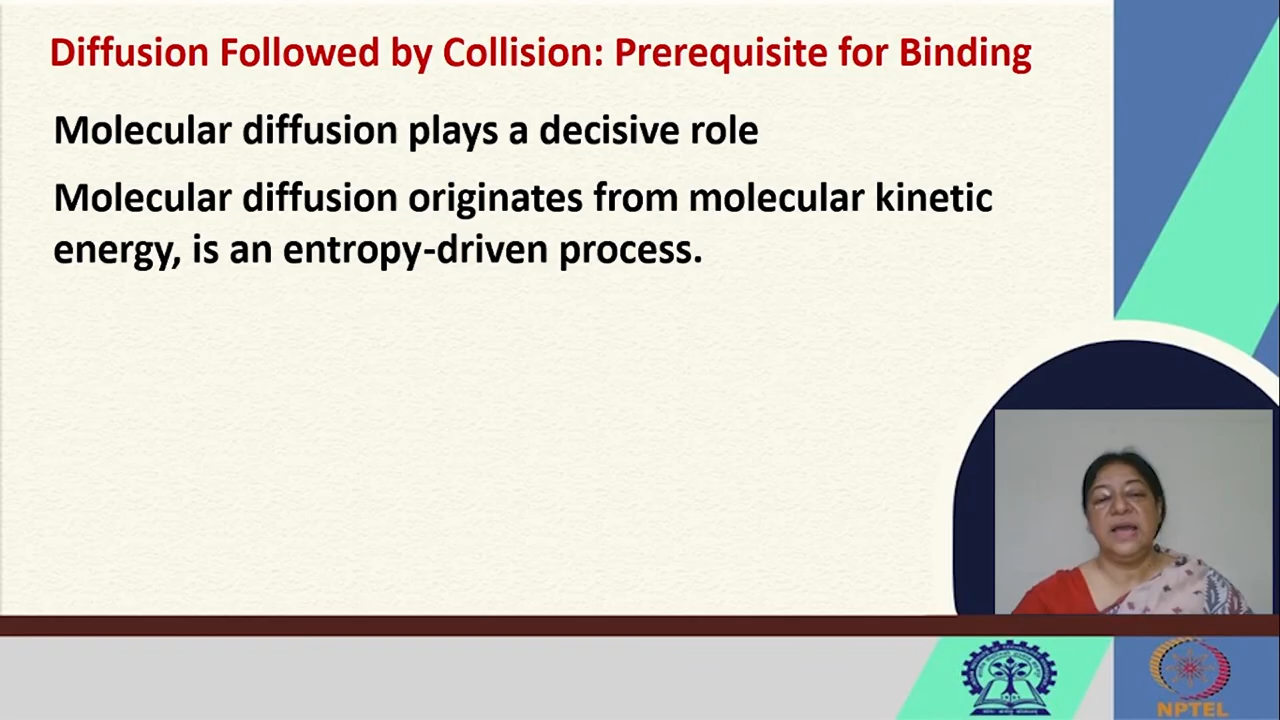 Diffusion Followed by Collision: Prerequisite for Binding
Molecular diffusion plays a decisive role
Molecular diffusion originates from molecular kinetic
energy, is an entropy-driven process.
NPTEL